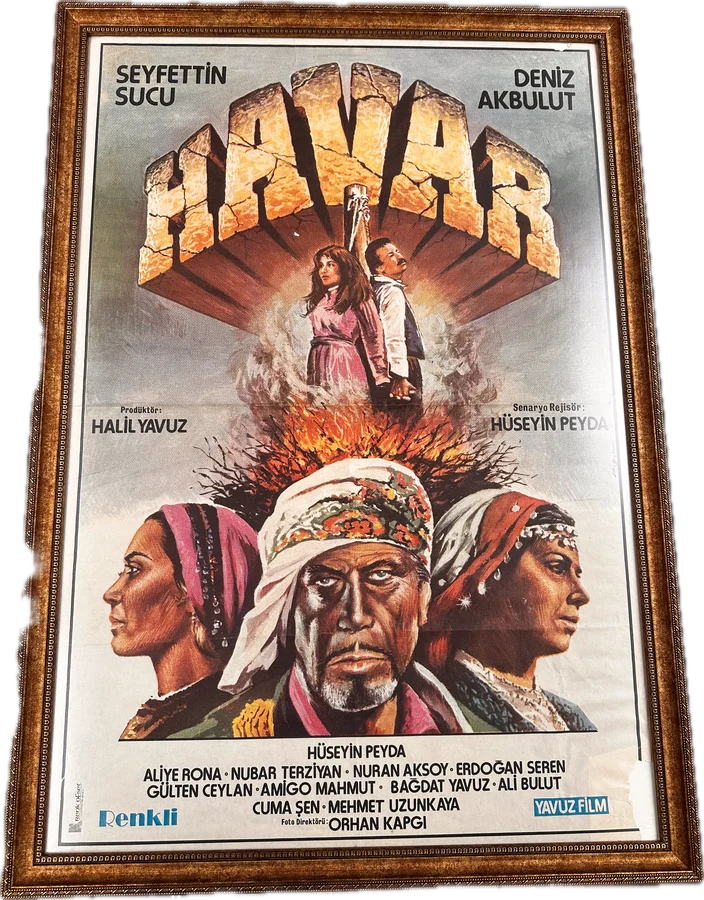 SEYFETTİN
SUCU
DENİZ
AKBULUT
HAVAR
Prodüktör:
HALİL YAVUZ
Senaryo Rejisör:
HÜSEYİN PEYDA
HÜSEYİN PEYDA
ALİYE RONA • NUBAR TERZİYAN • NURAN AKSOY • ERDOĞAN SEREN
GÜLTEN CEYLAN • AMİGO MAHMUT • BAĞDAT YAVUZ • ALİ BULUT
CUMA ŞEN • MEHMET UZUNKAYA
Foto Direktörü: ORHAN KAPGI
Renkli
YAVUZ FİLM